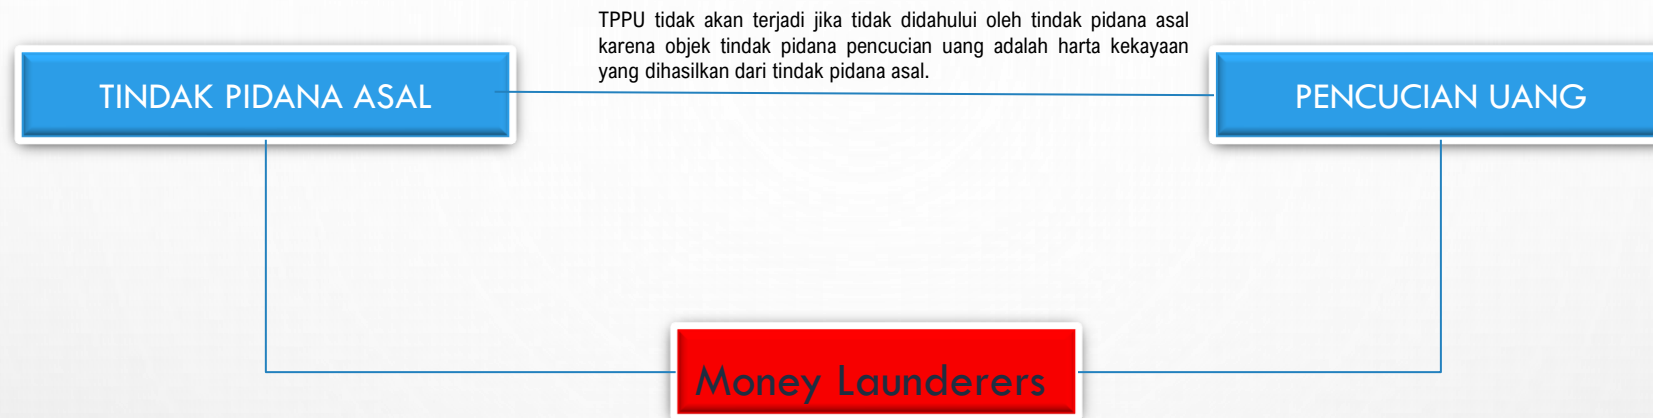 TPPU tidak akan terjadi jika tidak didahului oleh tindak pidana asal
karena objek tindak pidana pencucian uang adalah harta kekayaan
yang dihasilkan dari tindak pidana asal.
TINDAK PIDANA ASAL
PENCUCIAN UANG
Money Launderers